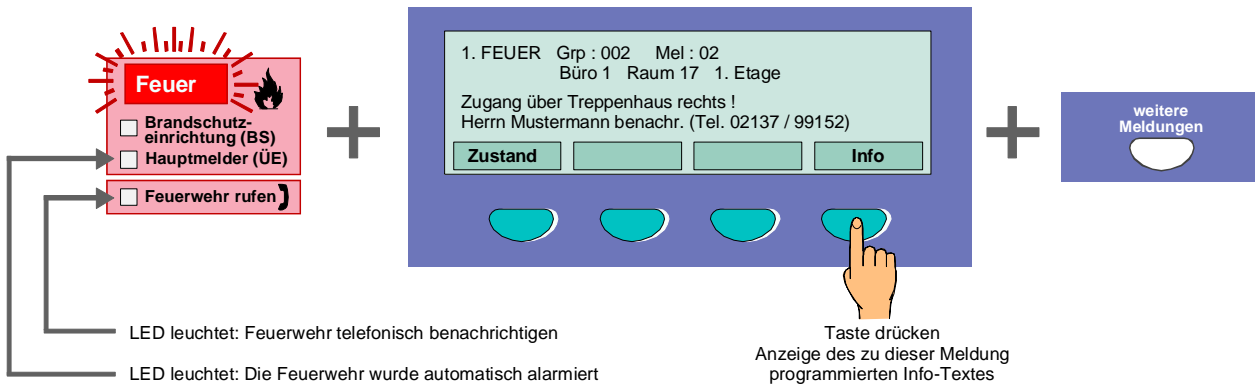 Feuer
Brandschutz-
einrichtung (BS)
Hauptmelder (ÜE)
Feuerwehr rufen
1. FEUER Grp : 002 Mel : 02
Büro 1 Raum 17 1. Etage
Zugang über Treppenhaus rechts !
Herrn Mustermann benachr. (Tel. 02137 / 99152)
Zustand Info
weitere
Meldungen
LED leuchtet: Feuerwehr telefonisch benachrichtigen
LED leuchtet: Die Feuerwehr wurde automatisch alarmiert
Taste drücken
Anzeige des zu dieser Meldung
programmierten Info-Textes